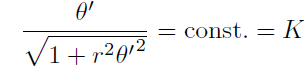 θ′ / √(1 + r²θ′²) = const. = K